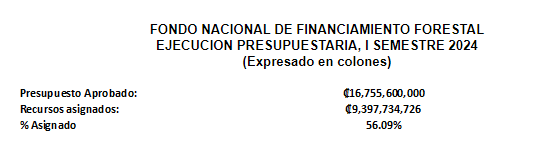 FONDO NACIONAL DE FINANCIAMIENTO FORESTAL
EJECUCION PRESUPUESTARIA, I SEMESTRE 2024
(Expresado en colones)
Presupuesto Aprobado: ₡16,755,600,000
Recursos asignados: ₡9,397,734,726
% Asignado 56.09%